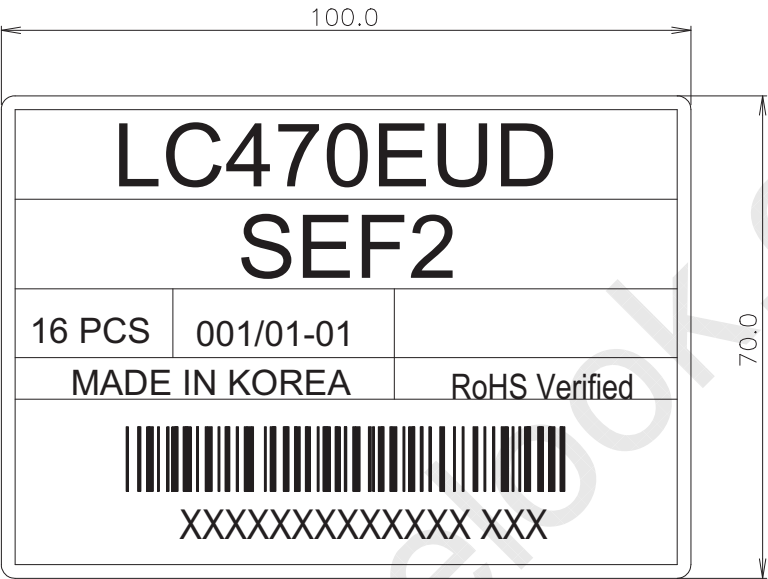 100.0
LC470EUD
SEF2
16 PCS 001/01-01
70.0
MADE IN KOREA RoHS Verified
XXXXXXXXXXXXX XXX